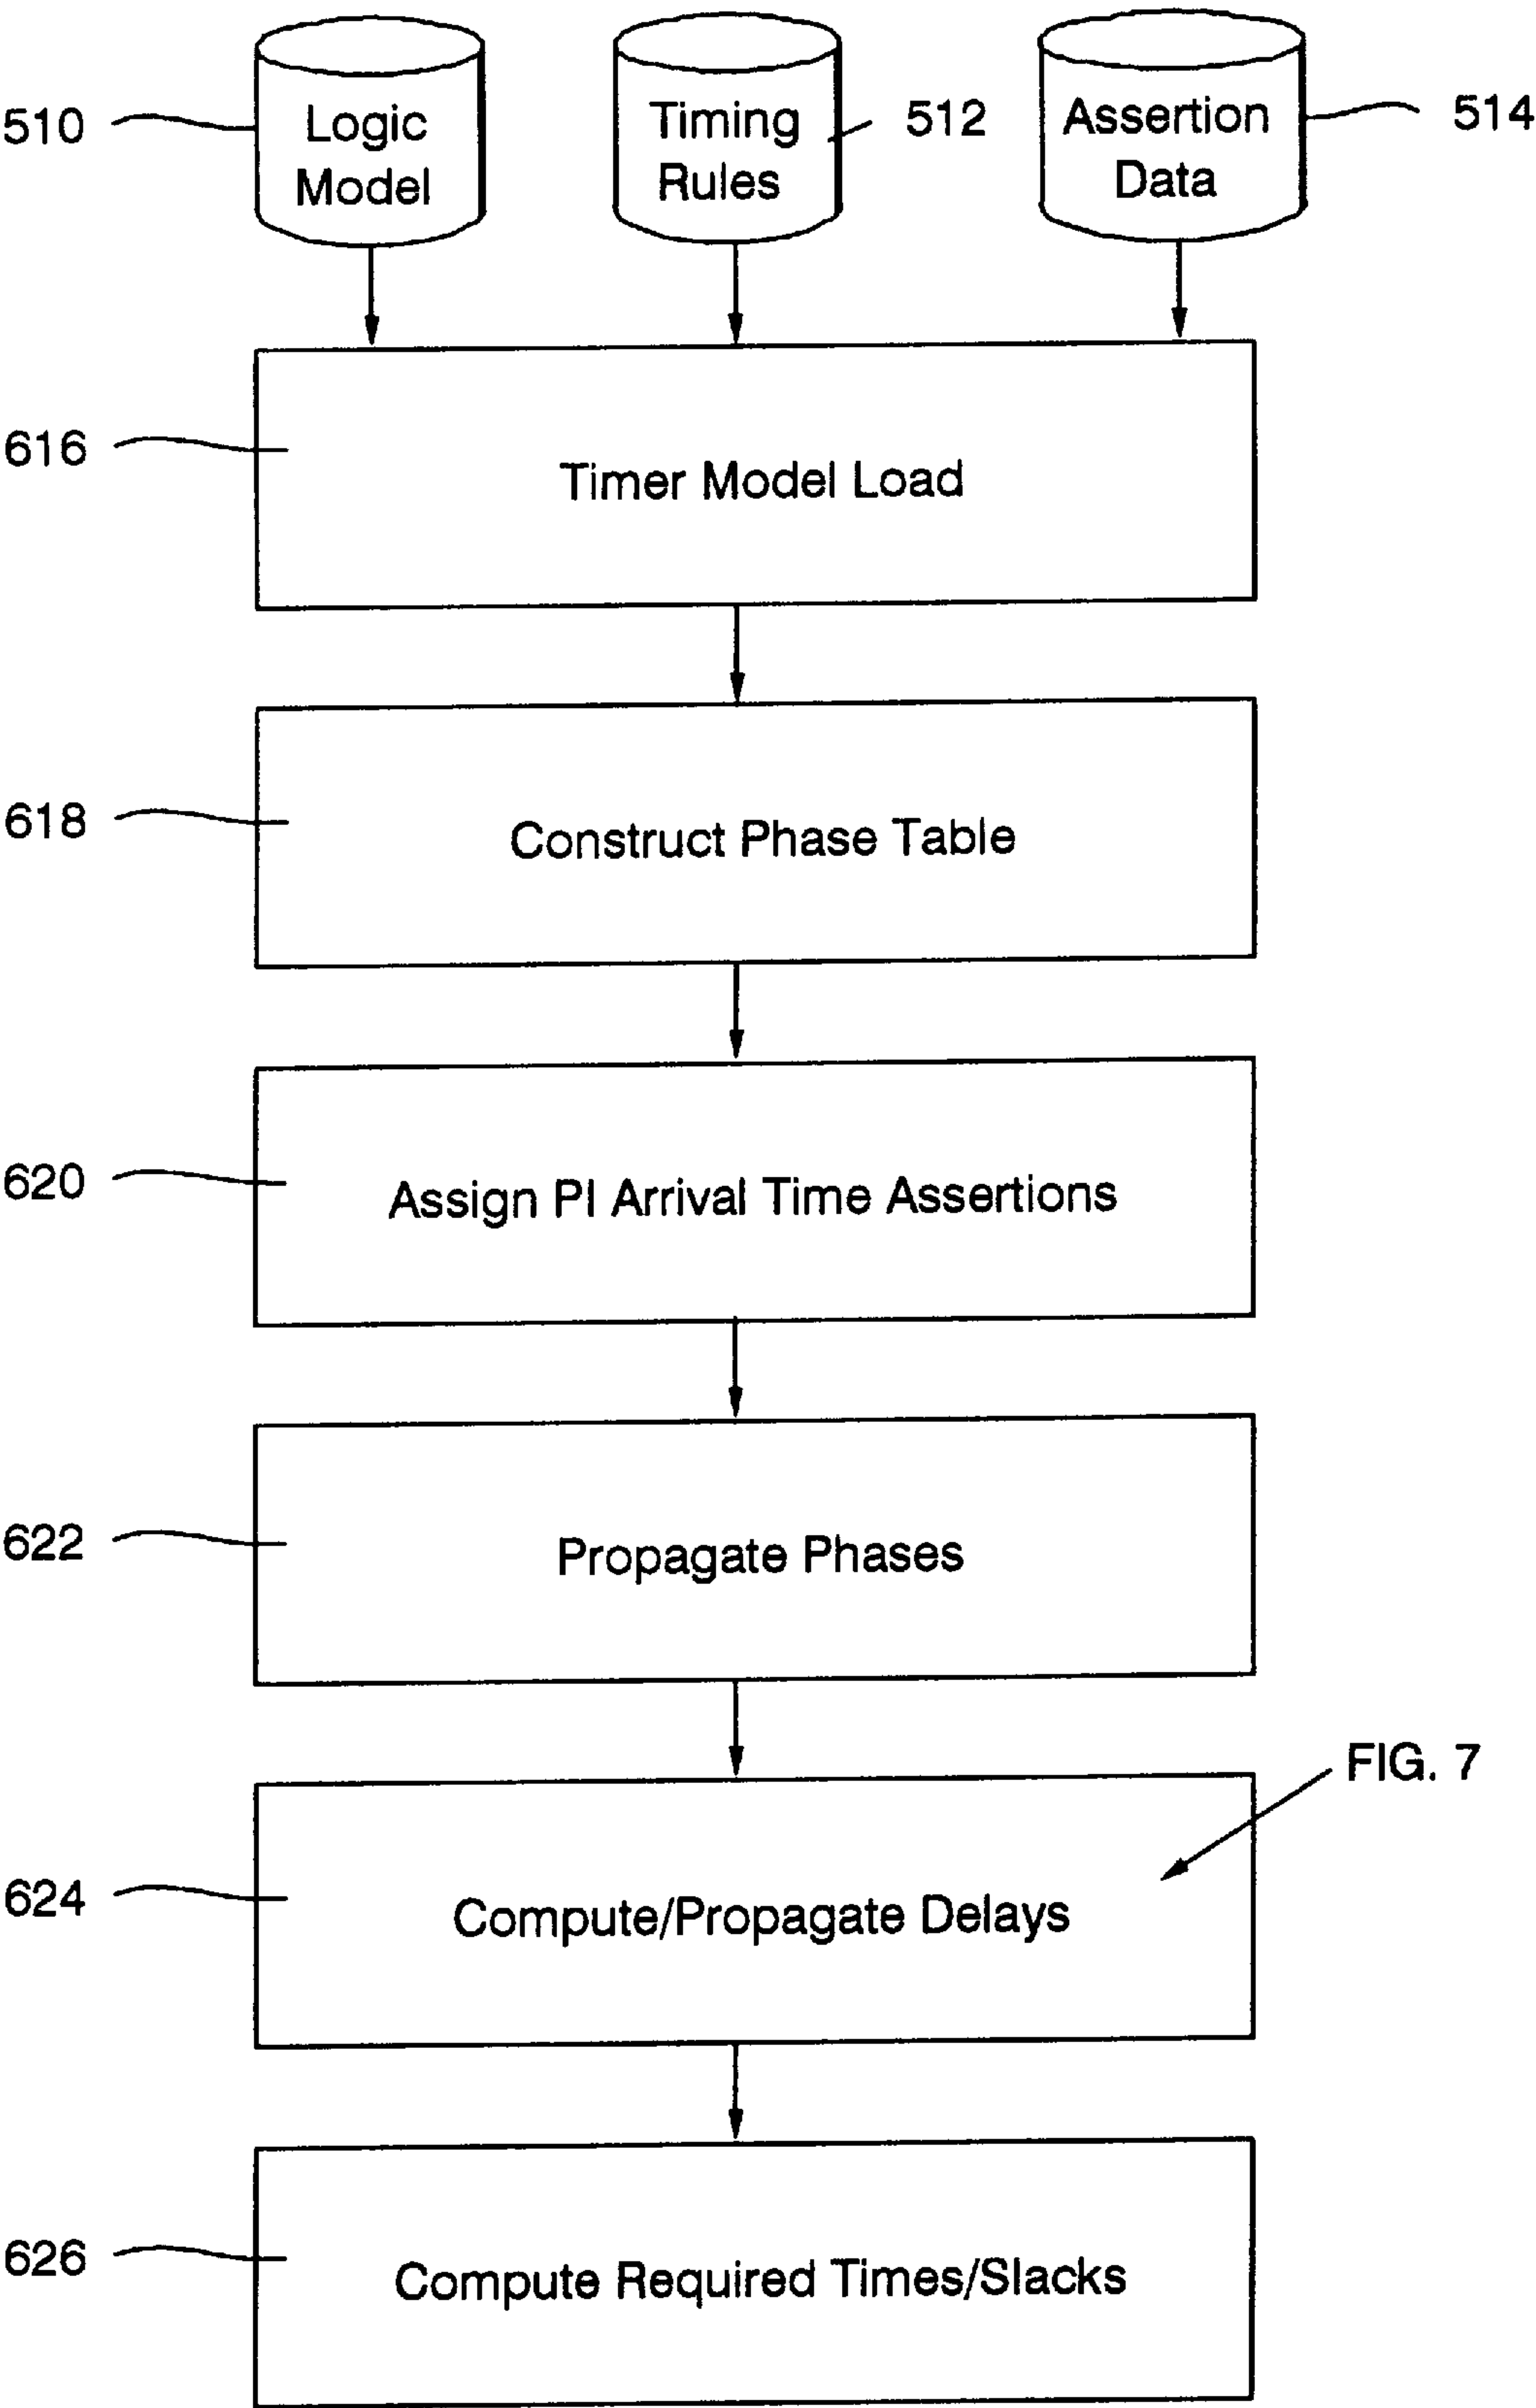 510
Logic
Model
Timing
Rules
512
Assertion
Data
514
616
Timer Model Load
618
Construct Phase Table
620
Assign PI Arrival Time Assertions
622
Propagate Phases
FIG. 7
624
Compute/Propagate Delays
626
Compute Required Times/Slacks